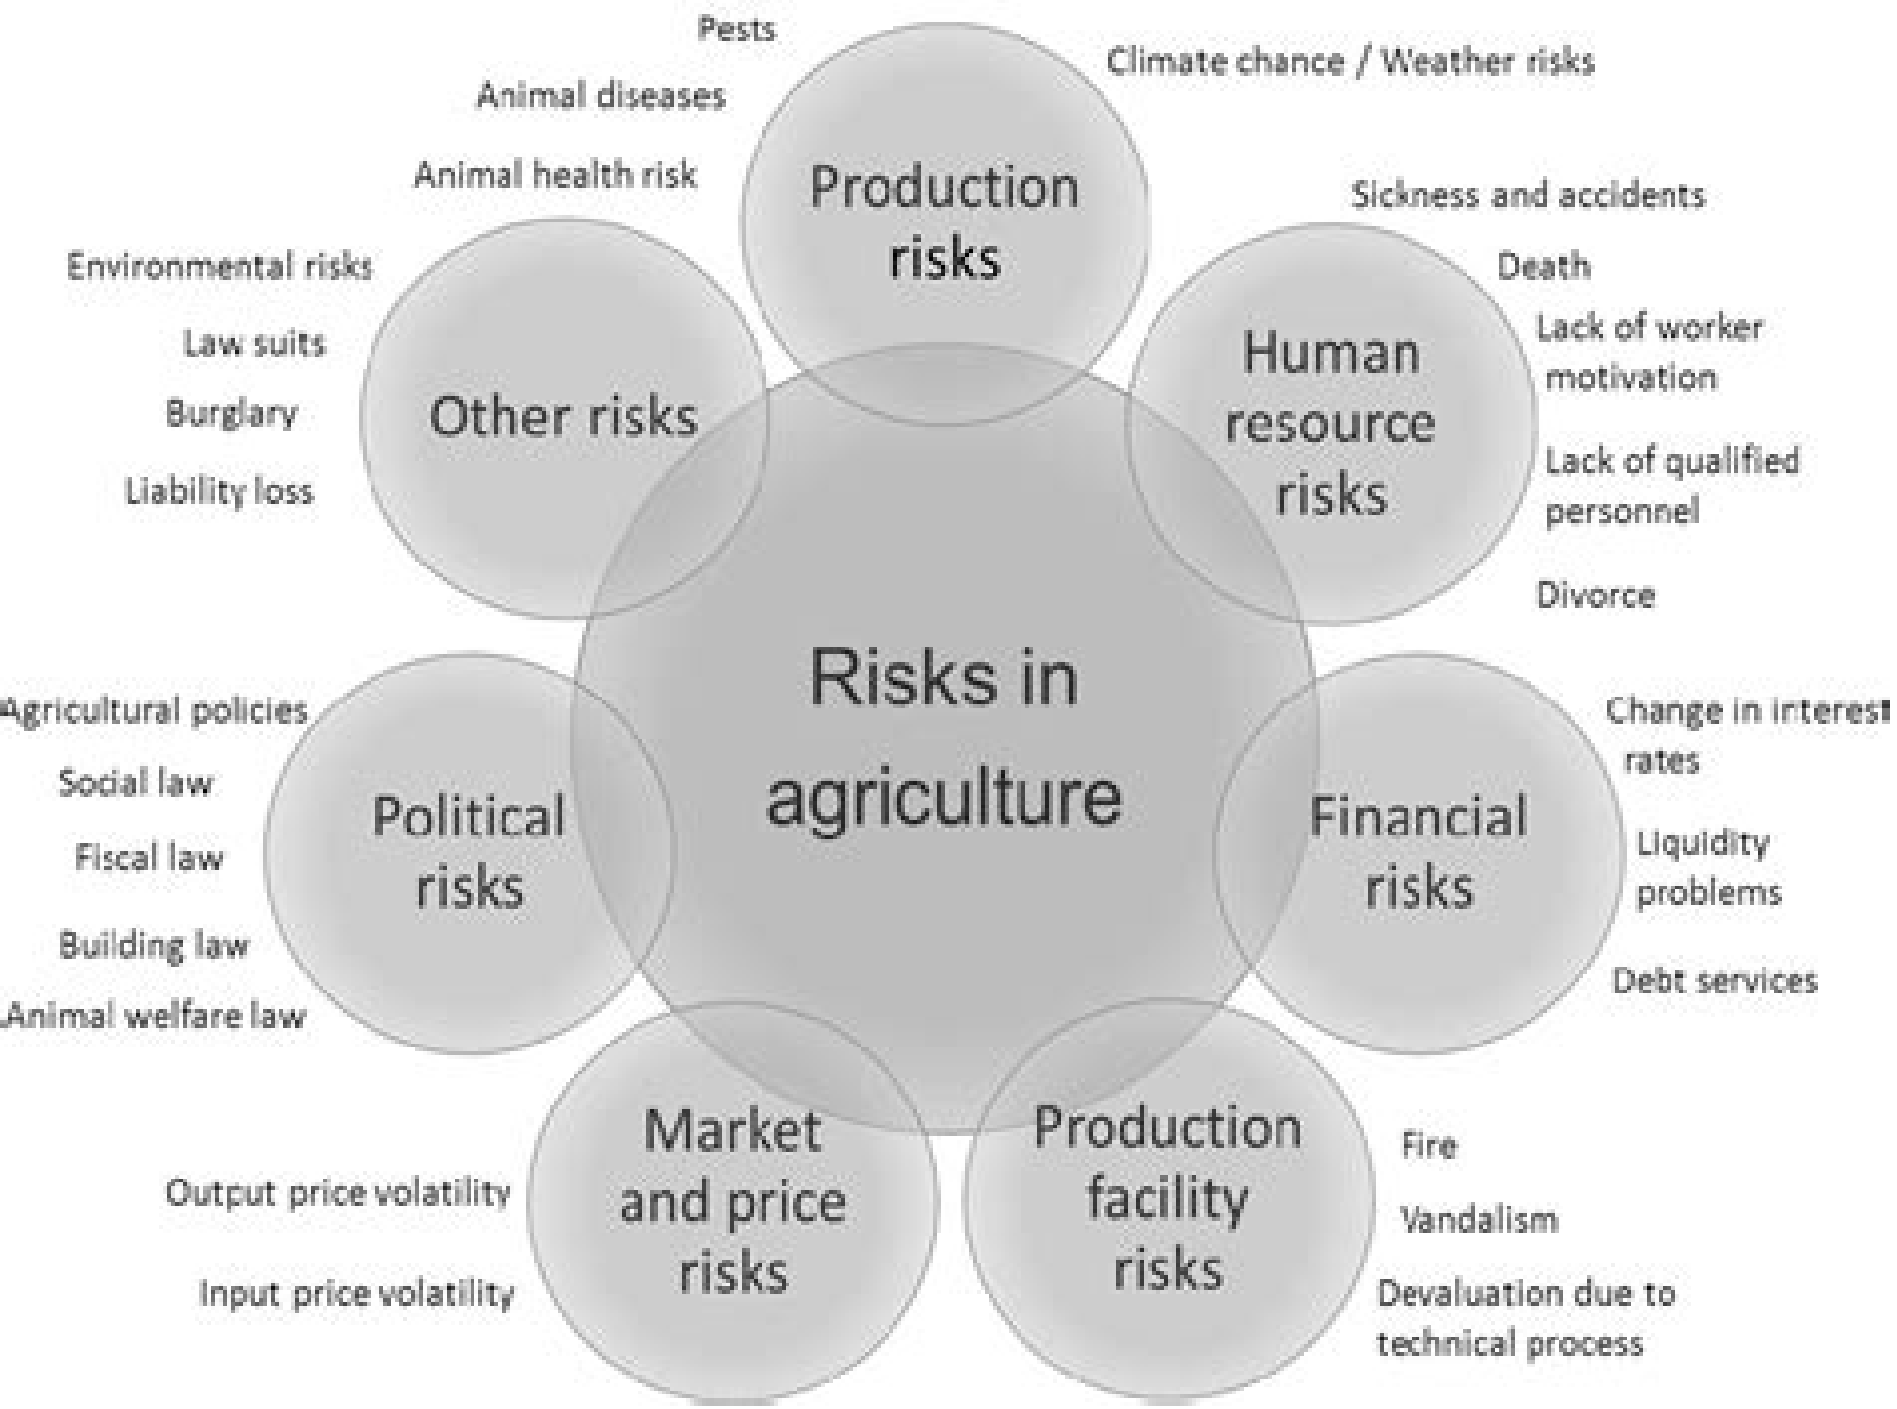 Pests
Climate chance / Weather risks
Animal diseases
Animal health risk
Production
risks
Sickness and accidents
Death
Lack of worker
motivation
Lack of qualified
personnel
Divorce
Human
resource
risks
Environmental risks
Law suits
Burglary
Liability loss
Other risks
Risks in
agriculture
Agricultural policies
Social law
Fiscal law
Building law
Animal welfare law
Political
risks
Change in interest
rates
Liquidity
problems
Debt services
Financial
risks
Output price volatility
Input price volatility
Market
and price
risks
Production
facility
risks
Fire
Vandalism
Devaluation due to
technical process